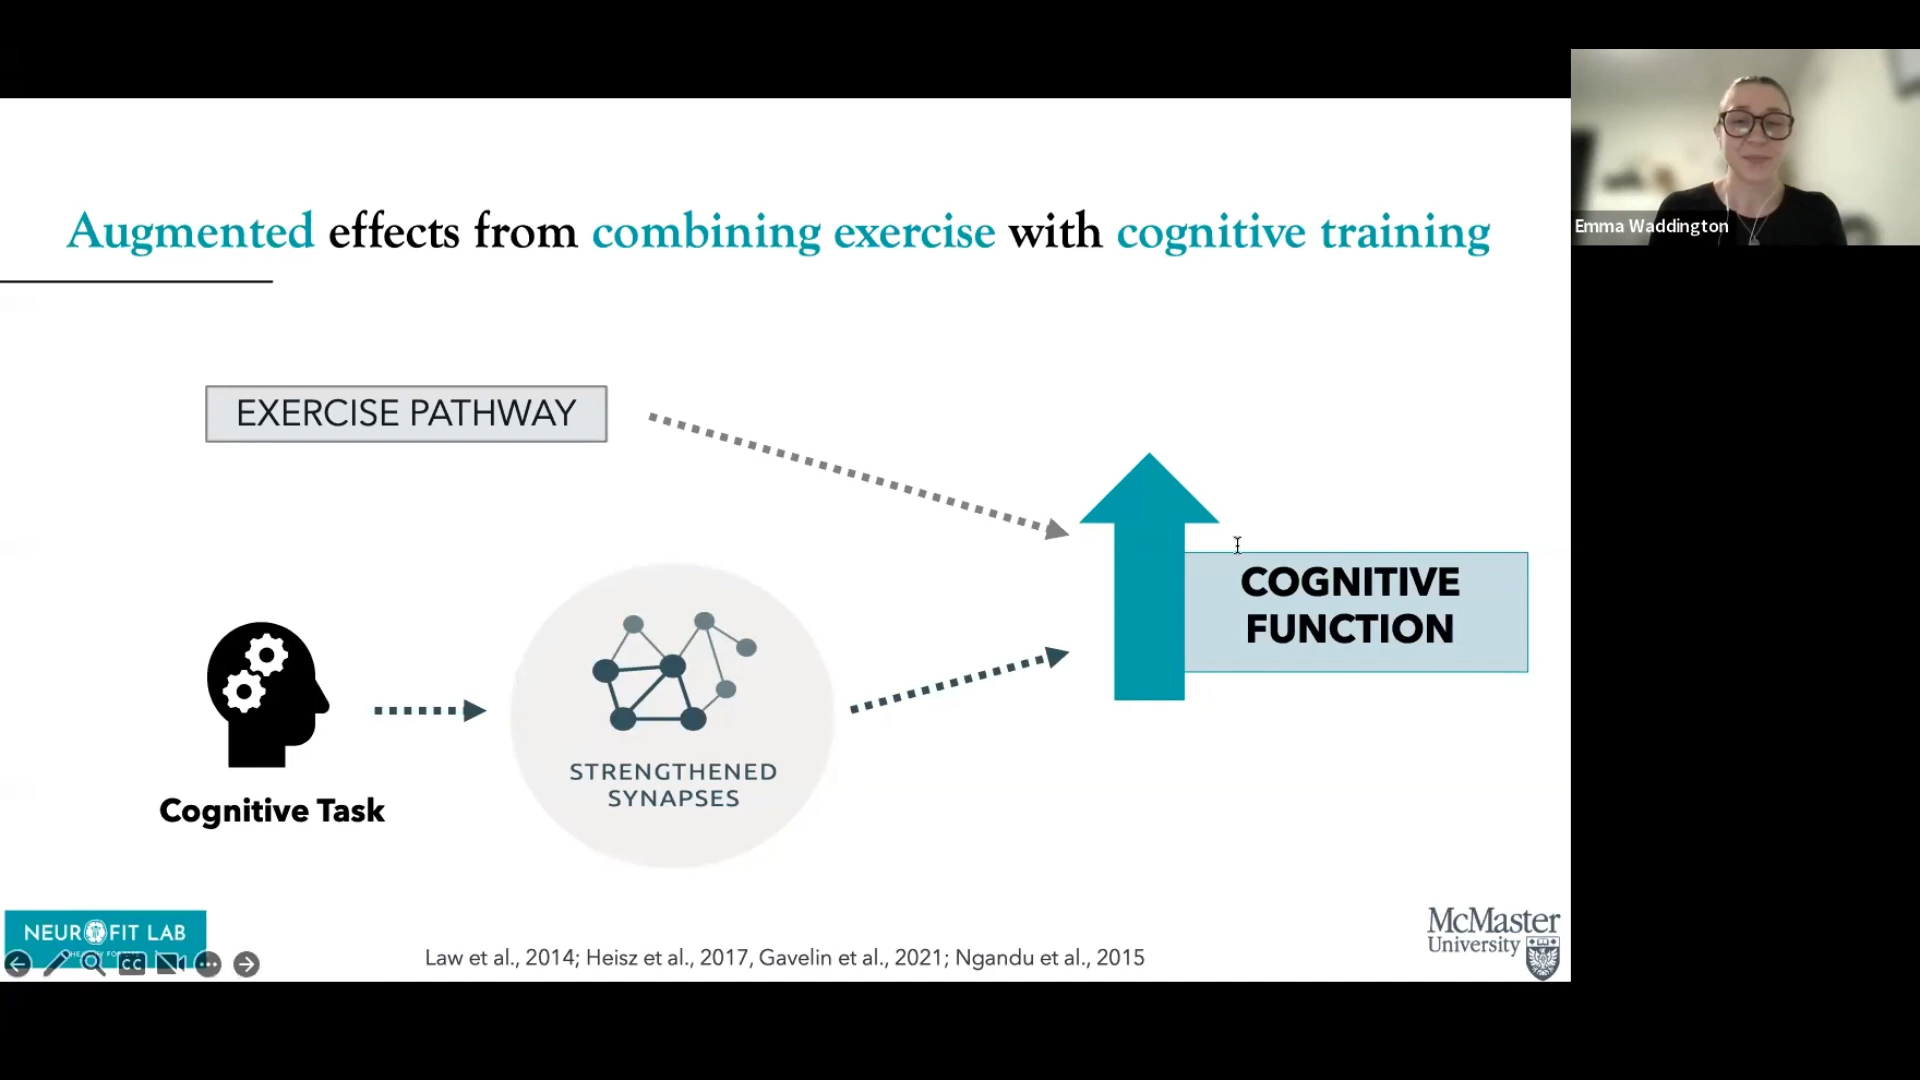 Augmented effects from combining exercise with cognitive training
EXERCISE PATHWAY
COGNITIVE
FUNCTION
STRENGTHENED
SYNAPSES
Cognitive Task
NEUROFIT LAB
CC
Law et al., 2014; Heisz et al., 2017, Gavelin et al., 2021; Ngandu et al., 2015
McMaster
University
Emma Waddington